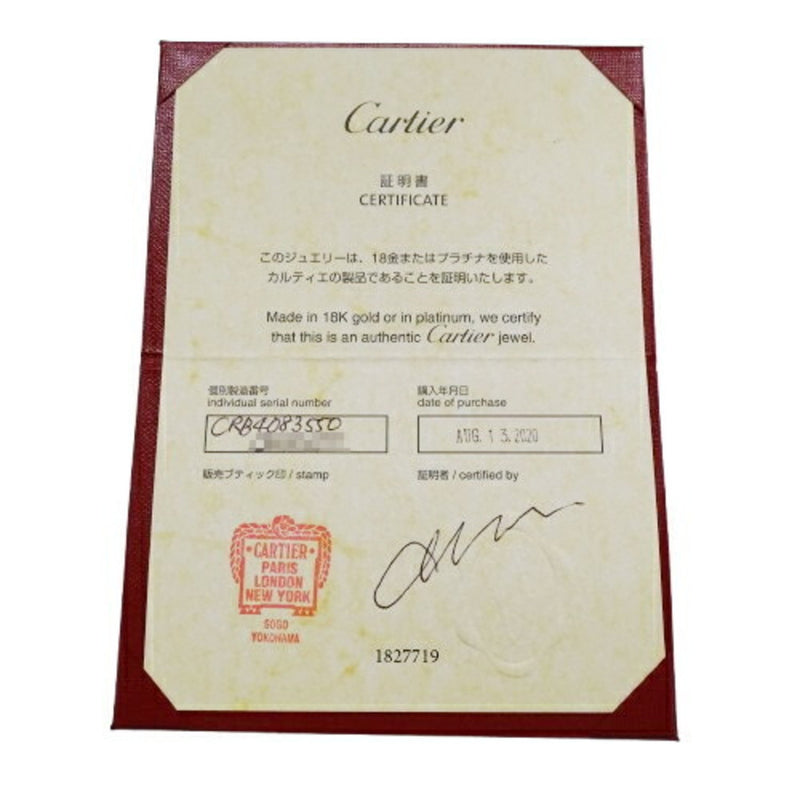 Cartier
証明書
CERTIFICATE
このジュエリーは、18金またはプラチナを使用した
カルティエの製品であることを証明いたします。
Made in 18K gold or in platinum, we certify
that this is an authentic Cartier jewel.
個別製造番号
individual serial number
購入年月日
date of purchase
CRB4083550
AUG. 13. 2020
販売ブティック印 / stamp
証明者 / certified by
CARTIER
PARIS
LONDON
NEW YORK
SOGO
YOKOHAMA
1827719